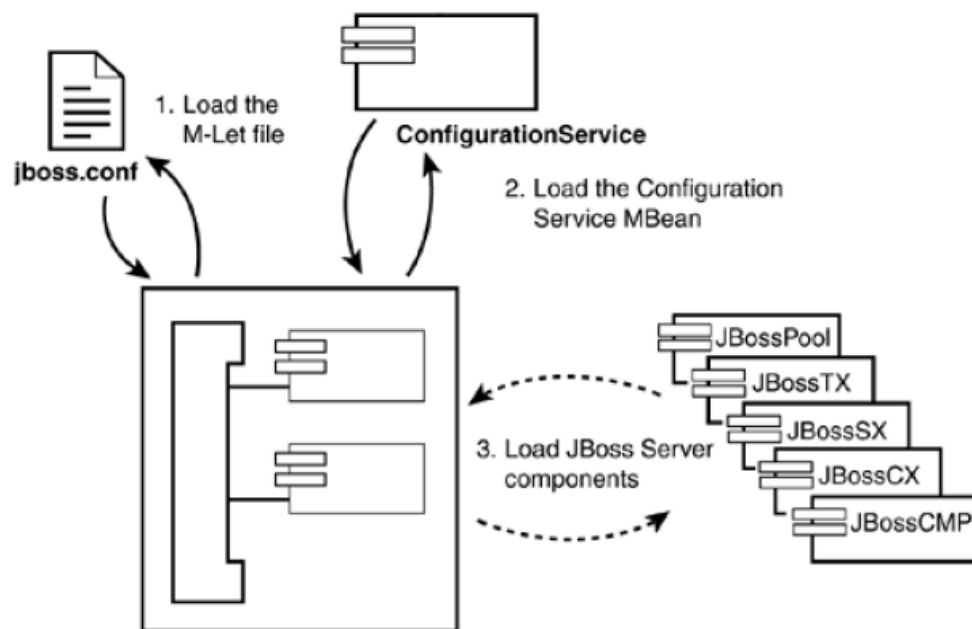 1. Load the
M-Let file
jboss.conf
ConfigurationService
2. Load the Configuration
Service MBean
JBossPool
JBossTX
JBossSX
JBossCX
JBossCMP
3. Load JBoss Server
components